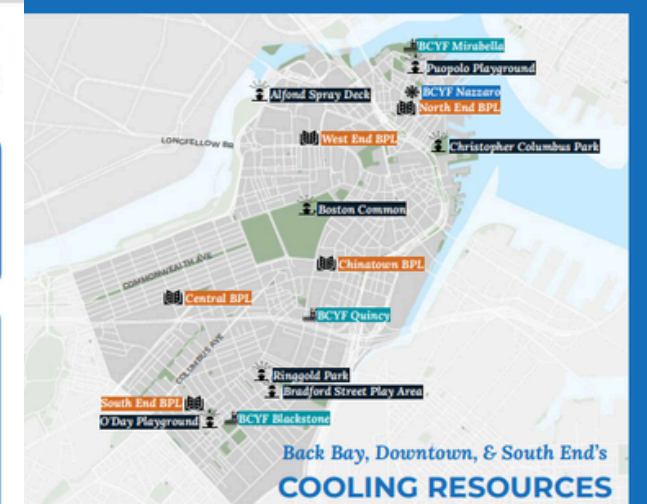 BCYF Mirabella
Puopolo Playground
Alfond Spray Deck
BCYF Nazzaro
North End BPL
LONGFELLOW BR
West End BPL
Christopher Columbus Park
Boston Common
COMMONWEALTH AVE
Chinatown BPL
Central BPL
BCYF Quincy
COLUMBUS AVE
Ringgold Park
Bradford Street Play Area
South End BPL
O'Day Playground
BCYF Blackstone
Back Bay, Downtown, & South End's
COOLING RESOURCES